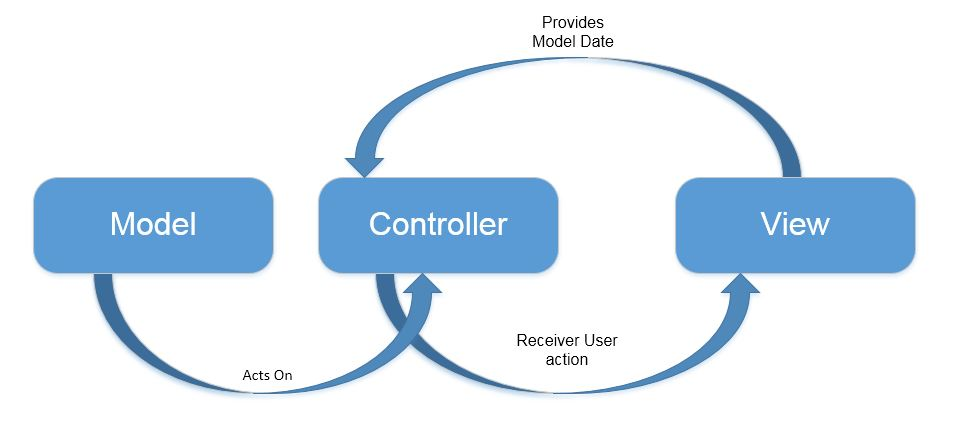 Provides
Model Date
Model
Controller
View
Receiver User
action
Acts On